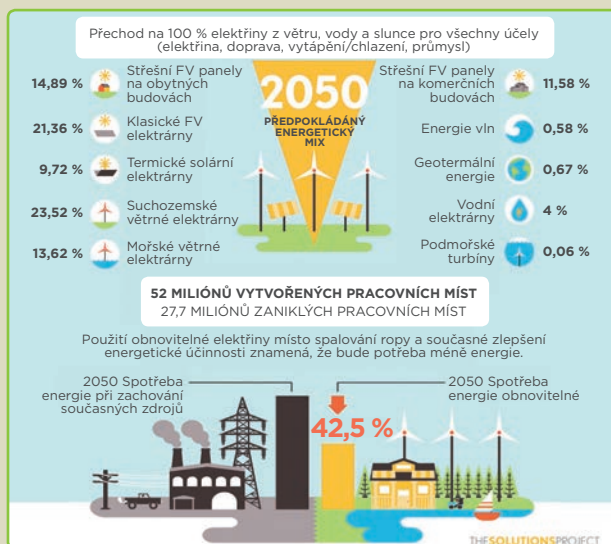 Přechod na 100 % elektřiny z větru, vody a slunce pro všechny účely
(elektřina, doprava, vytápění/chlazení, průmysl)
14,89 %
Střešní FV panely
na obytných
budovách
21,36 %
Klasické FV
elektrárny
9,72 %
Termické solární
elektrárny
23,52 %
Suchozemské
větrné elektrárny
13,62 %
Mořské větrné
elektrárny
2050
PŘEDPOKLÁDÁNÝ
ENERGETICKÝ
MIX
Střešní FV panely
na komerčních
budovách
11,58 %
Energie vln
0,58 %
Geotermální
energie
0,67 %
Vodní
elektrárny
4 %
Podmořské
turbíny
0,06 %
52 MILIÓNŮ VYTVOŘENÝCH PRACOVNÍCH MÍST
27,7 MILIÓNŮ ZANIKLÝCH PRACOVNÍCH MÍST
Použití obnovitelné elektřiny místo spalování ropy a současné zlepšení
energetické účinnosti znamená, že bude potřeba méně energie.
2050 Spotřeba
energie při zachování
současných zdrojů
2050 Spotřeba
energie obnovitelné
42,5 %
THESOLUTIONSPROJECT